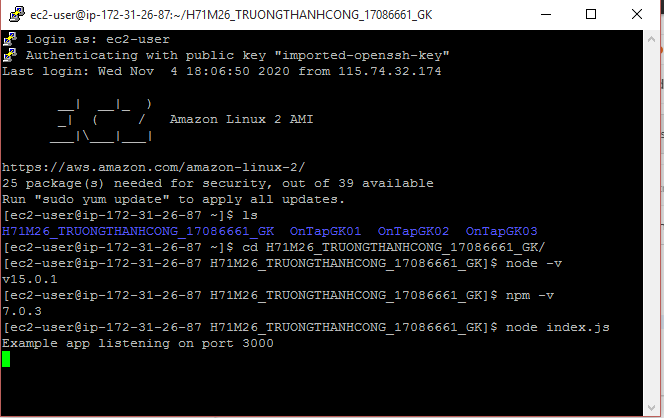 ec2-user@ip-172-31-26-87:~/H71M26_TRUONGTHANHCONG_17086661_GK
login as: ec2-user
Authenticating with public key "imported-openssh-key"
Last login: Wed Nov  4 18:06:50 2020 from 115.74.32.174
       __|  __|_  )
       _|  (     /   Amazon Linux 2 AMI
      ___|\___|___|
https://aws.amazon.com/amazon-linux-2/
25 package(s) needed for security, out of 39 available
Run "sudo yum update" to apply all updates.
[ec2-user@ip-172-31-26-87 ~]$ ls
H71M26_TRUONGTHANHCONG_17086661_GK  OnTapGK01  OnTapGK02  OnTapGK03
[ec2-user@ip-172-31-26-87 ~]$ cd H71M26_TRUONGTHANHCONG_17086661_GK/
[ec2-user@ip-172-31-26-87 H71M26_TRUONGTHANHCONG_17086661_GK]$ node -v
v15.0.1
[ec2-user@ip-172-31-26-87 H71M26_TRUONGTHANHCONG_17086661_GK]$ npm -v
7.0.3
[ec2-user@ip-172-31-26-87 H71M26_TRUONGTHANHCONG_17086661_GK]$ node index.js
Example app listening on port 3000